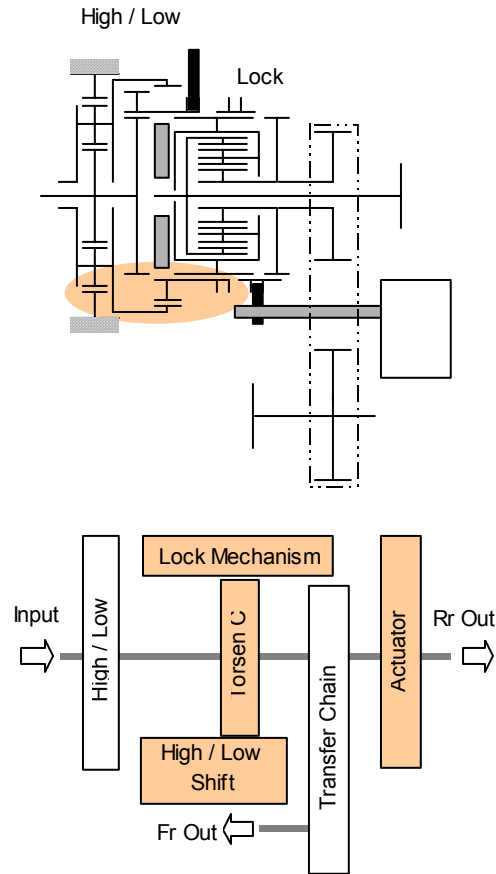 High / Low
Lock
Lock Mechanism
Input
High / Low
Torsen C
Transfer Chain
Actuator
Rr Out
High / Low
Shift
Fr Out